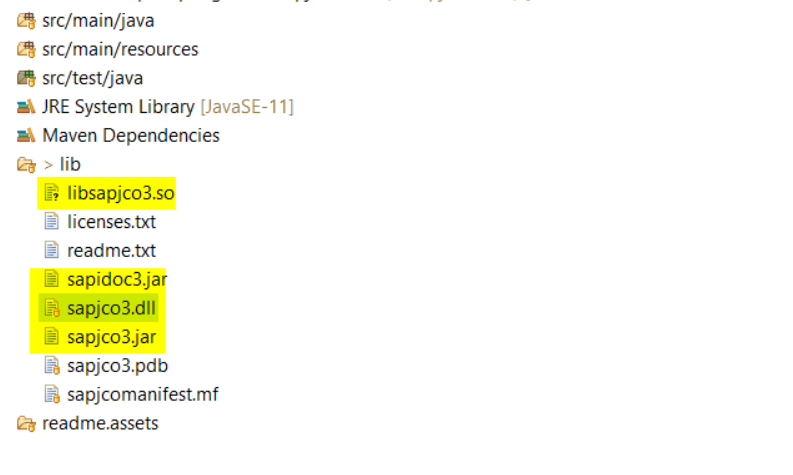 src/main/java
src/main/resources
src/test/java
JRE System Library [JavaSE-11]
Maven Dependencies
> lib
libsapjco3.so
licenses.txt
readme.txt
sapidoc3.jar
sapjco3.dll
sapjco3.jar
sapjco3.pdb
sapjcomanifest.mf
readme.assets